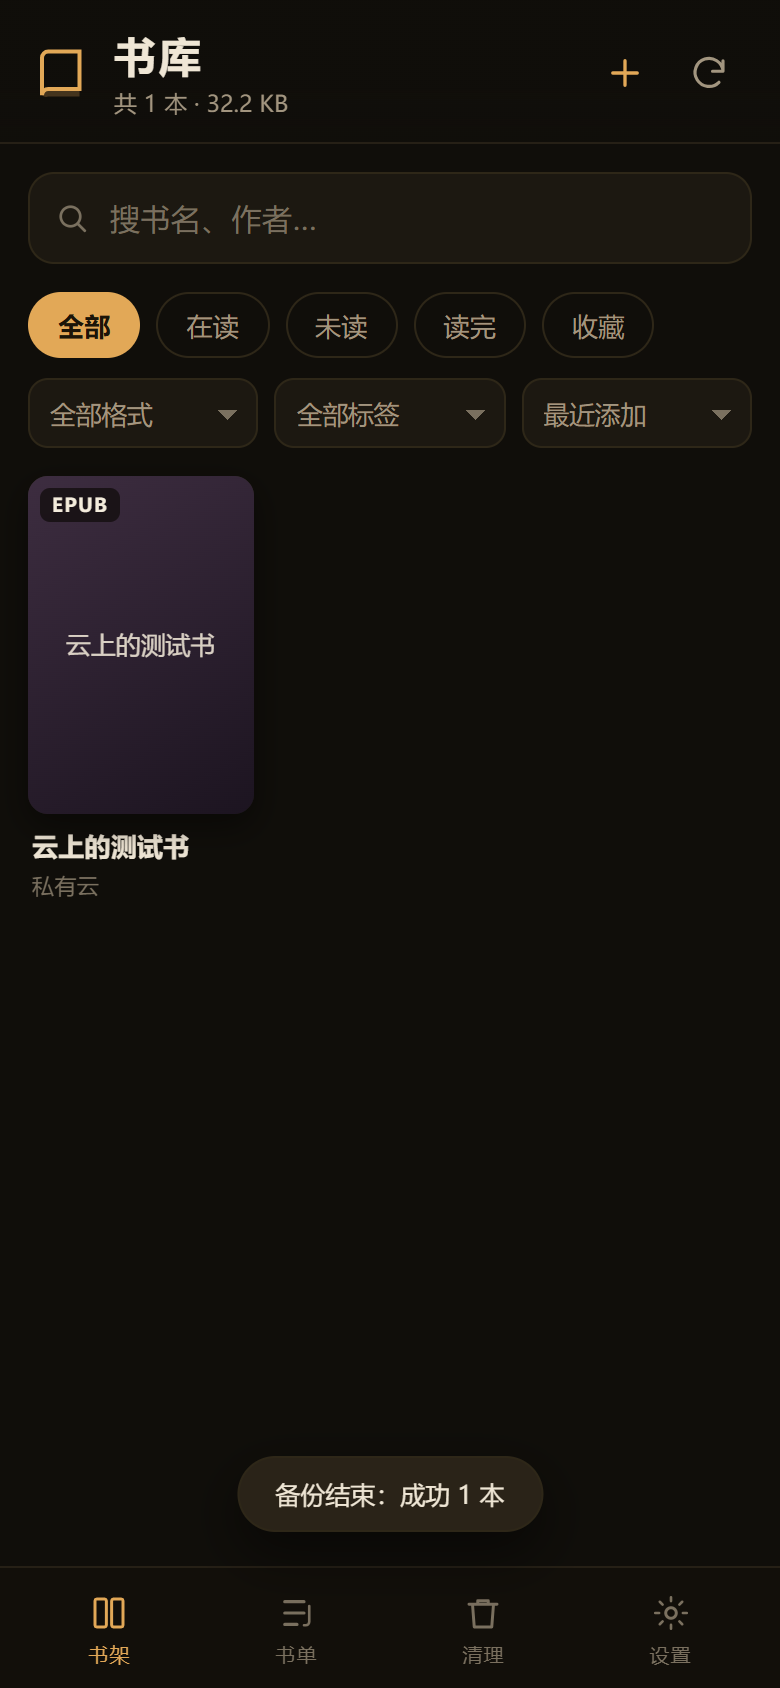 书库
共 1 本 · 32.2 KB
搜书名、作者...
全部 在读 未读 读完 收藏
全部格式 全部标签 最近添加
EPUB
云上的测试书
云上的测试书
私有云
备份结束：成功 1 本
书架 书单 清理 设置